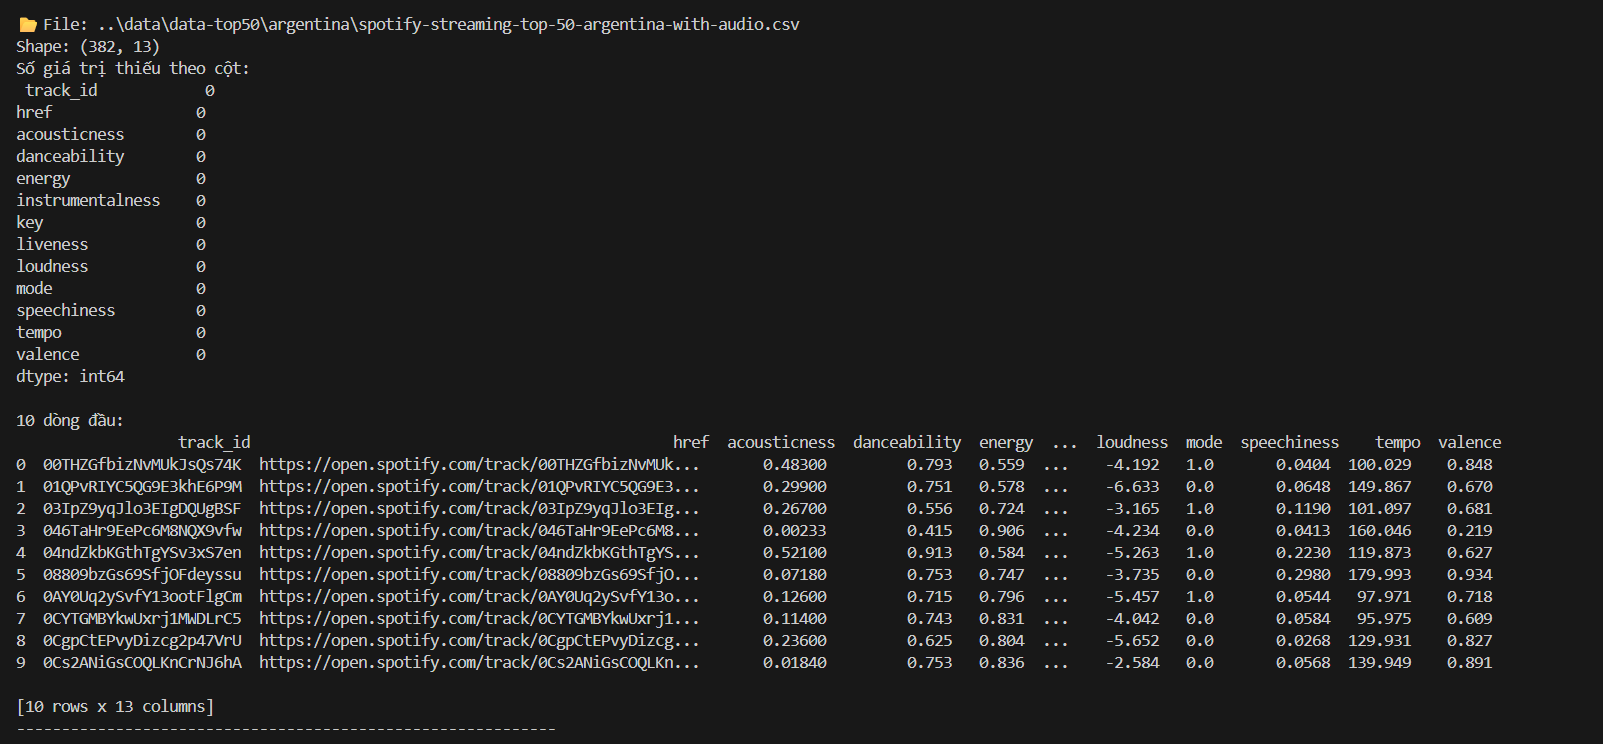 📂 File: ..\data\data-top50\argentina\spotify-streaming-top-50-argentina-with-audio.csv
Shape: (382, 13)
Số giá trị thiếu theo cột:
track_id 0
href 0
acousticness 0
danceability 0
energy 0
instrumentalness 0
key 0
liveness 0
loudness 0
mode 0
speechiness 0
tempo 0
valence 0
dtype: int64
10 dòng đầu:
track_id href acousticness danceability energy ... loudness mode speechiness tempo valence
0 00THZGfbizNvMUkJsQs74K https://open.spotify.com/track/00THZGfbizNvMUk... 0.48300 0.793 0.559 ... -4.192 1.0 0.0404 100.029 0.848
1 01QPvRIYC5QG9E3khE6P9M https://open.spotify.com/track/01QPvRIYC5QG9E3... 0.29900 0.751 0.578 ... -6.633 0.0 0.0648 149.867 0.670
2 03IpZ9yqJlo3EIgDQUgBSF https://open.spotify.com/track/03IpZ9yqJlo3EIg... 0.26700 0.556 0.724 ... -3.165 1.0 0.1190 101.097 0.681
3 046TaHr9EePc6M8NQX9vfw https://open.spotify.com/track/046TaHr9EePc6M8... 0.00233 0.415 0.906 ... -4.234 0.0 0.0413 160.046 0.219
4 04ndZkbKGthTgYSv3xS7en https://open.spotify.com/track/04ndZkbKGthTgYS... 0.52100 0.913 0.584 ... -5.263 1.0 0.2230 119.873 0.627
5 08809bzGs69SfjOFdeyssu https://open.spotify.com/track/08809bzGs69SfjO... 0.07180 0.753 0.747 ... -3.735 0.0 0.2980 179.993 0.934
6 0AY0Uq2ySvfY13ootFlgCm https://open.spotify.com/track/0AY0Uq2ySvfY13o... 0.12600 0.715 0.796 ... -5.457 1.0 0.0544 97.971 0.718
7 0CYTGMBYkwUxrj1MWDLrC5 https://open.spotify.com/track/0CYTGMBYkwUxrj1... 0.11400 0.743 0.831 ... -4.042 0.0 0.0584 95.975 0.609
8 0CgpCtEPvyDizcg2p47VrU https://open.spotify.com/track/0CgpCtEPvyDizcg... 0.23600 0.625 0.804 ... -5.652 0.0 0.0268 129.931 0.827
9 0Cs2ANiGsCOQLKnCrNJ6hA https://open.spotify.com/track/0Cs2ANiGsCOQLKn... 0.01840 0.753 0.836 ... -2.584 0.0 0.0568 139.949 0.891
[10 rows x 13 columns]
------------------------------------------------------------